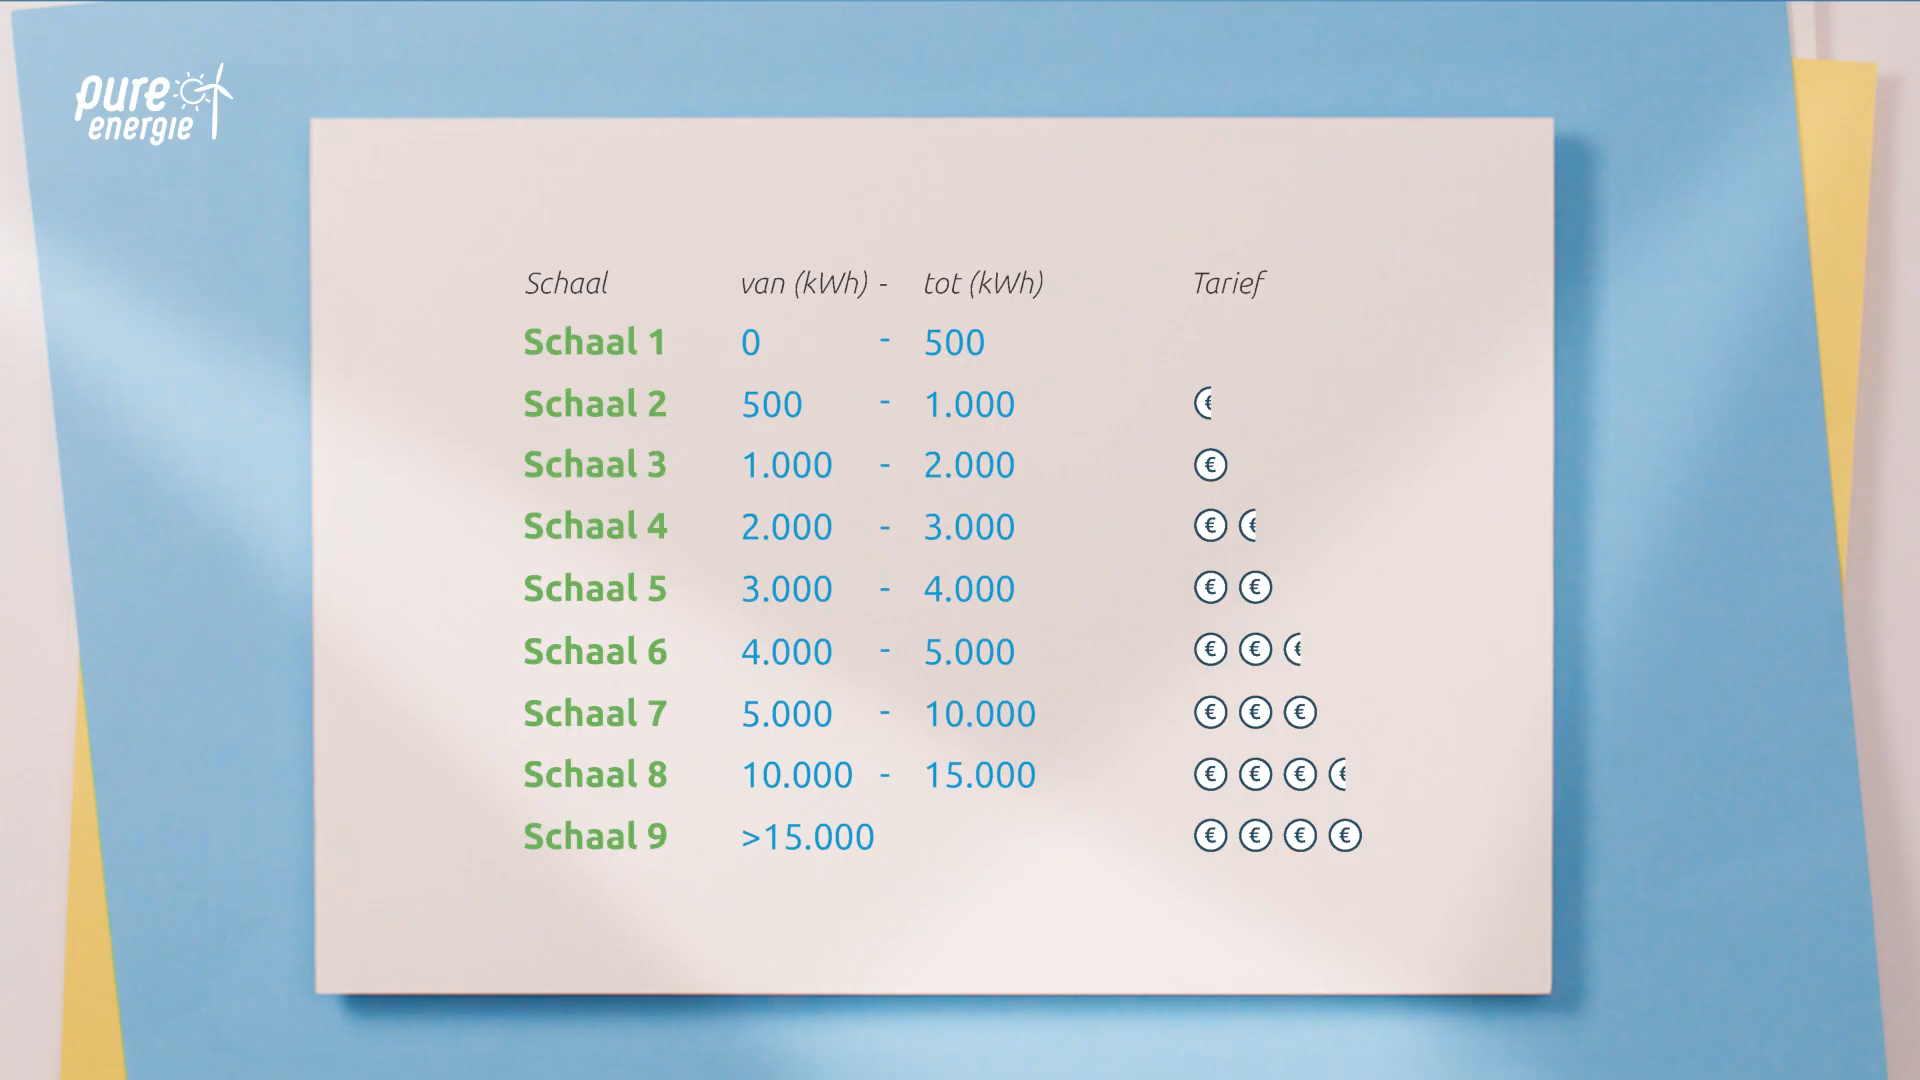 pure
energie
Schaal van (kWh) - tot (kWh) Tarief
Schaal 1 0 - 500
Schaal 2 500 - 1.000 €
Schaal 3 1.000 - 2.000 €
Schaal 4 2.000 - 3.000 € €
Schaal 5 3.000 - 4.000 € €
Schaal 6 4.000 - 5.000 € € €
Schaal 7 5.000 - 10.000 € € €
Schaal 8 10.000 - 15.000 € € € €
Schaal 9 >15.000 € € € €